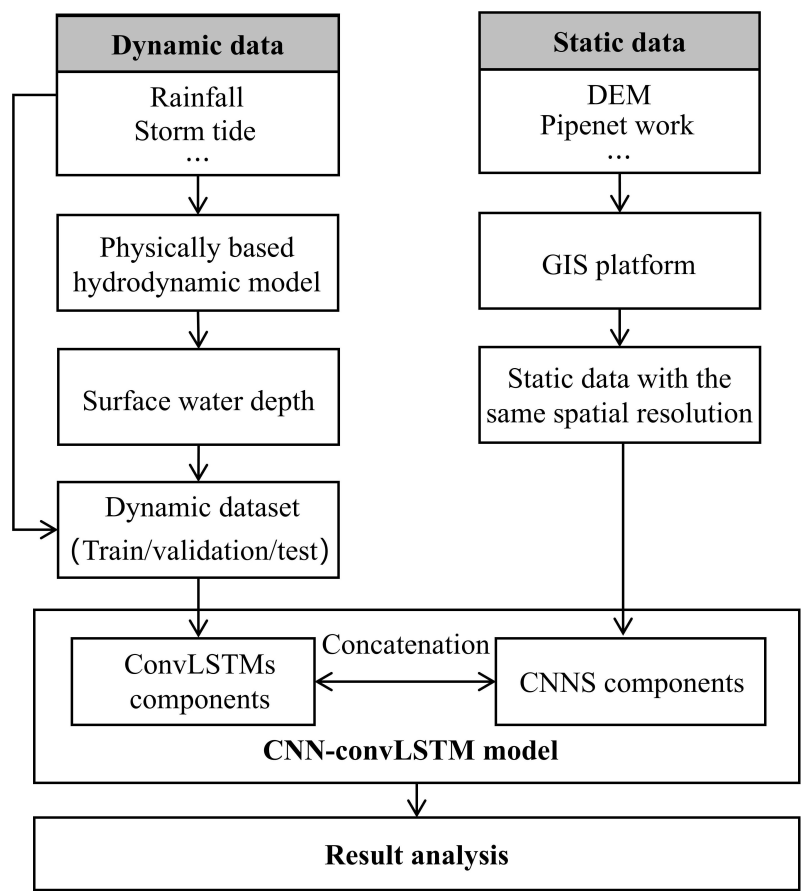 Dynamic data
Rainfall
Storm tide
...
Physically based
hydrodynamic model
Surface water depth
Dynamic dataset
(Train/validation/test)
Static data
DEM
Pipenet work
...
GIS platform
Static data with the
same spatial resolution
ConvLSTMs
components
Concatenation
CNNS components
CNN-convLSTM model
Result analysis